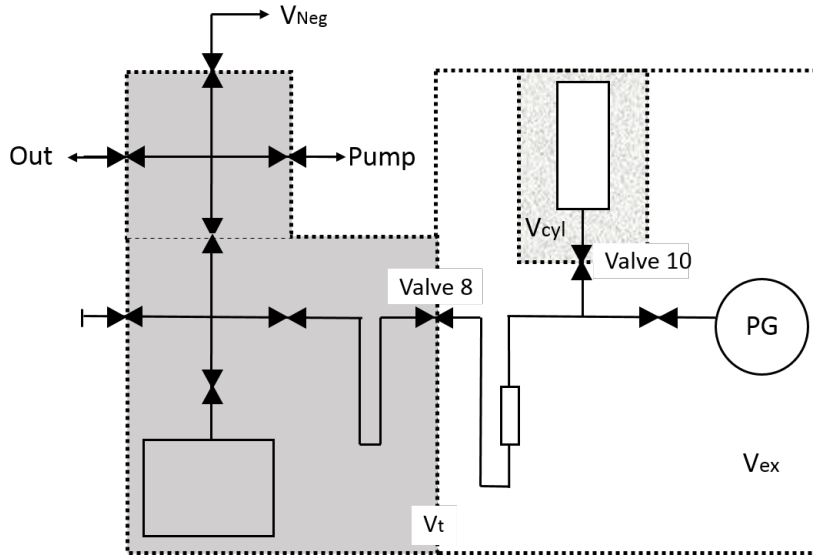 VNeg
Out
Pump
Vcyl
Valve 10
Valve 8
PG
Vex
Vt